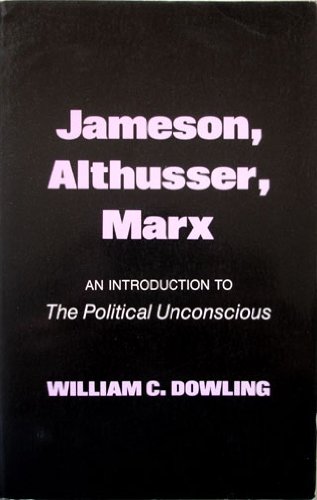 Jameson,
Althusser,
Marx
AN INTRODUCTION TO
The Political Unconscious
WILLIAM C. DOWLING